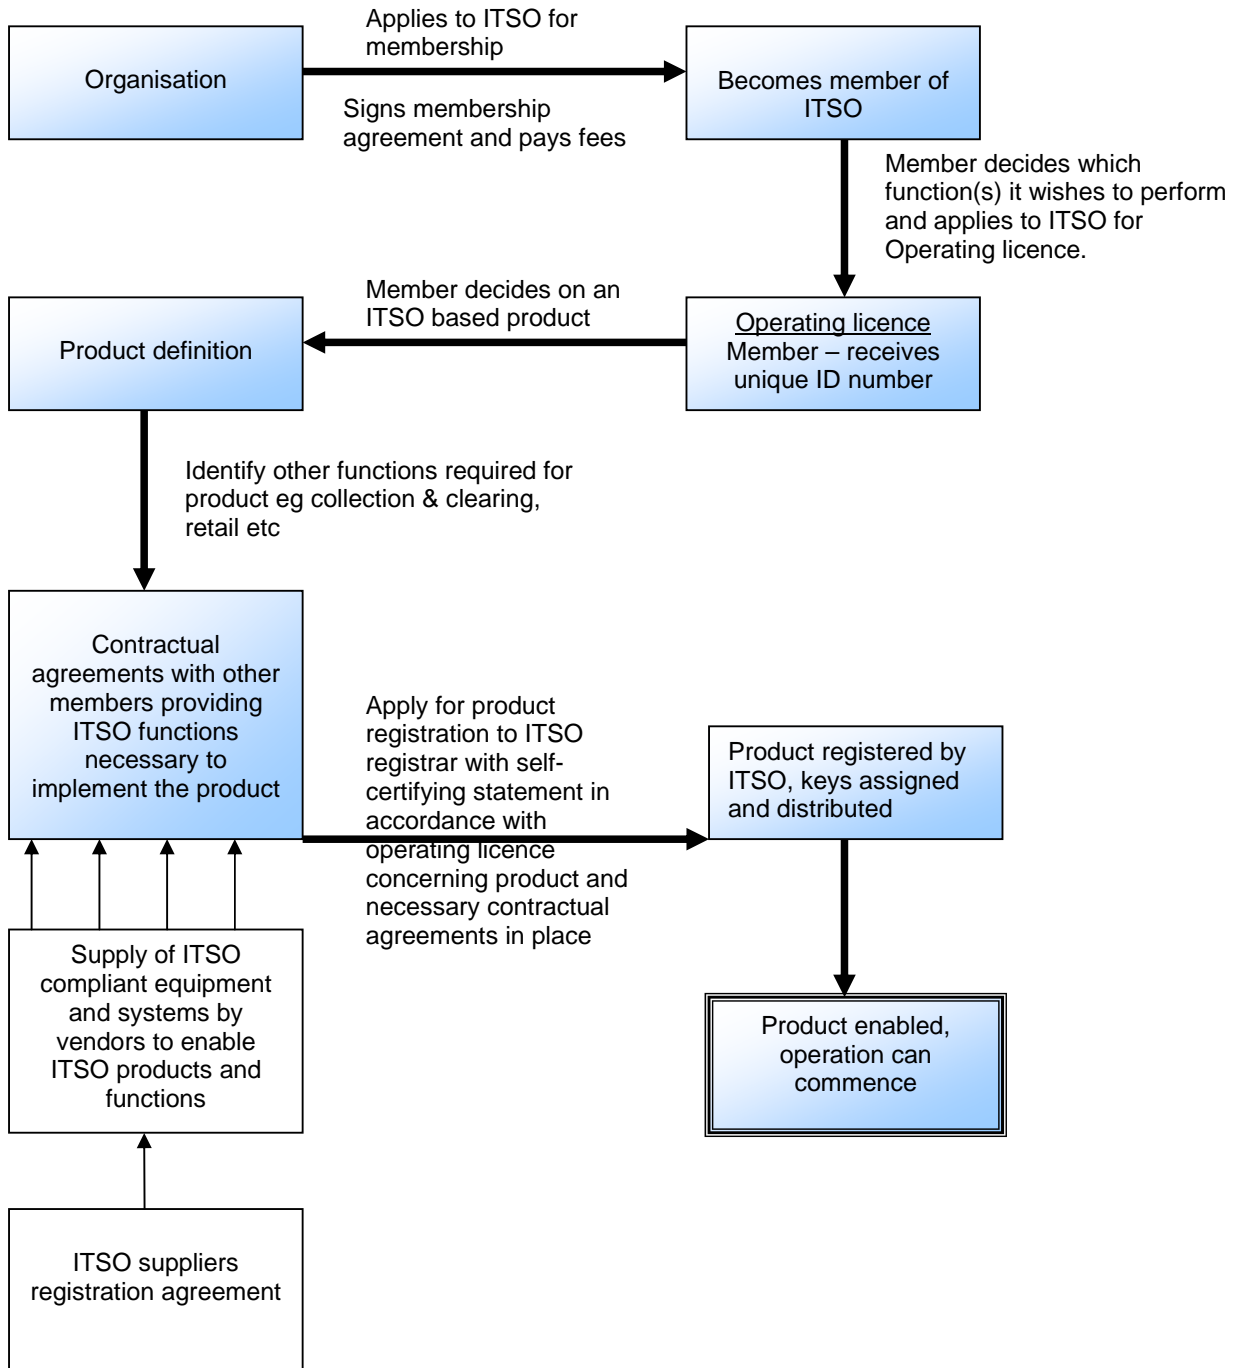 Applies to ITSO for
membership
Organisation
Becomes member of
ITSO
Signs membership
agreement and pays fees
Member decides which
function(s) it wishes to perform
and applies to ITSO for
Operating licence.
Member decides on an
ITSO based product
Operating licence
Member – receives
unique ID number
Product definition
Identify other functions required for
product eg collection & clearing,
retail etc
Contractual
agreements with other
members providing
ITSO functions
necessary to
implement the product
Apply for product
registration to ITSO
registrar with self-
certifying statement in
accordance with
operating licence
concerning product and
necessary contractual
agreements in place
Product registered by
ITSO, keys assigned
and distributed
Supply of ITSO
compliant equipment
and systems by
vendors to enable
ITSO products and
functions
Product enabled,
operation can
commence
ITSO suppliers
registration agreement